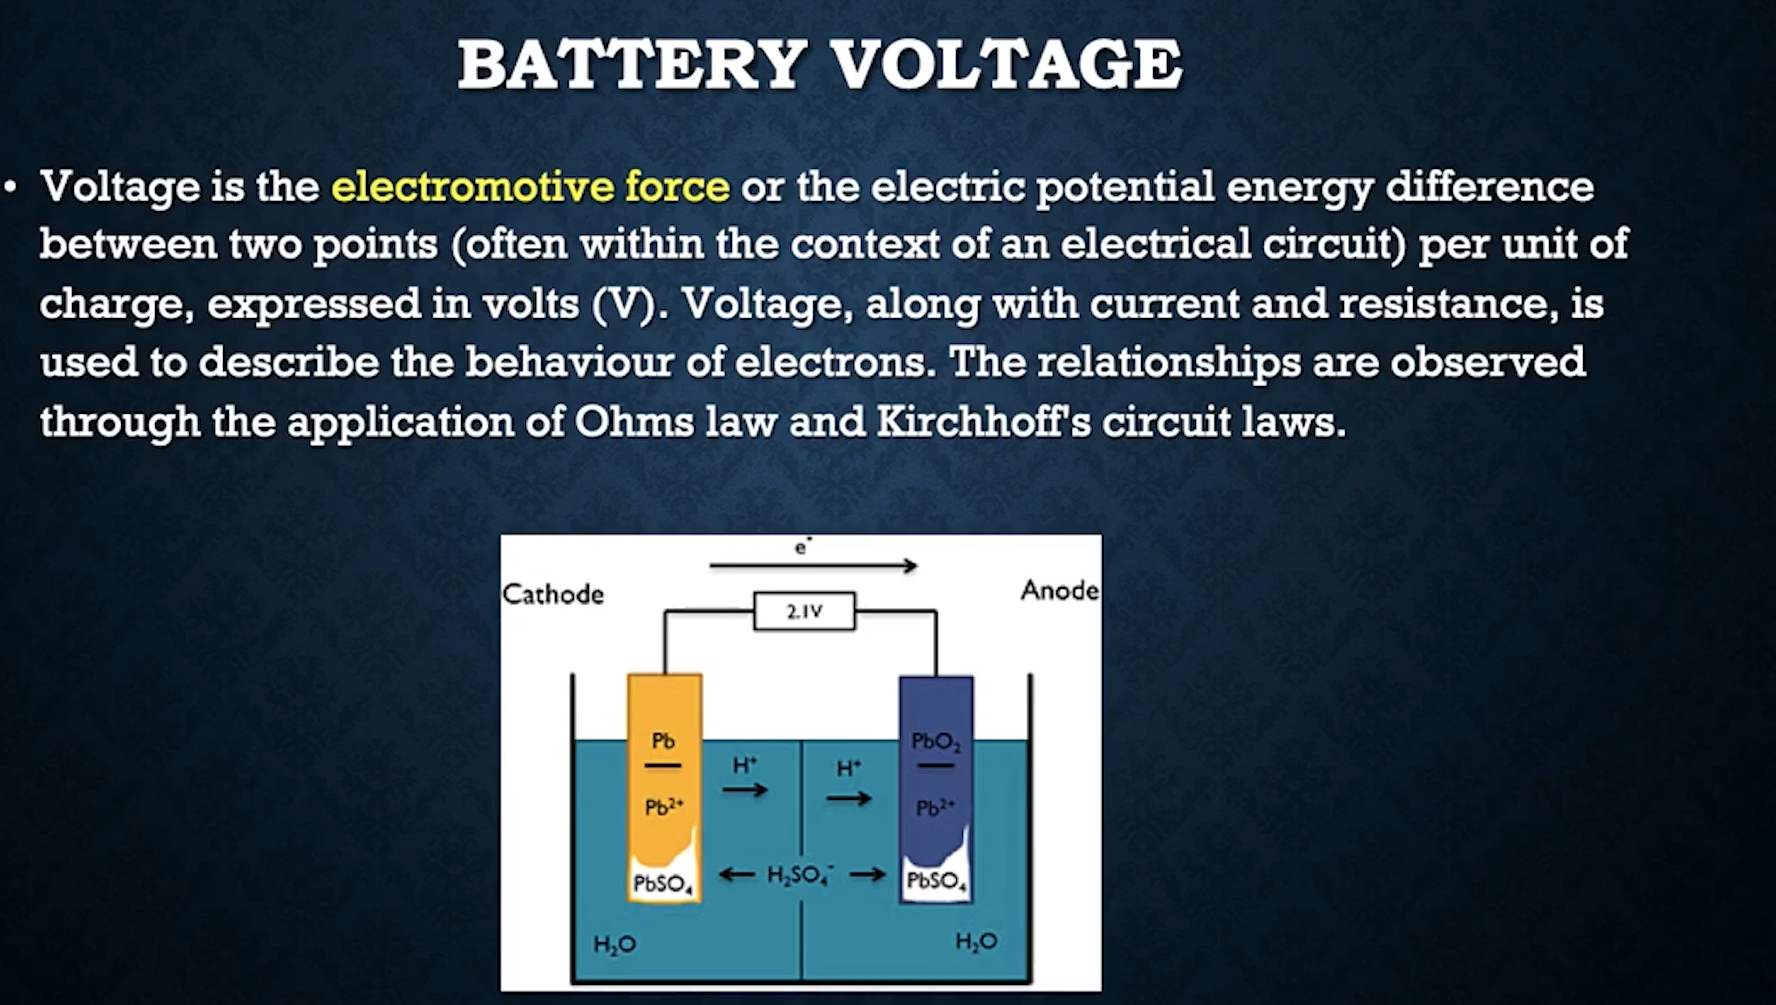 BATTERY VOLTAGE
• Voltage is the electromotive force or the electric potential energy difference
between two points (often within the context of an electrical circuit) per unit of
charge, expressed in volts (V). Voltage, along with current and resistance, is
used to describe the behaviour of electrons. The relationships are observed
through the application of Ohms law and Kirchhoff's circuit laws.
e⁻
Cathode
Anode
2.1V
Pb
PbO₂
H⁺
H⁺
Pb²⁺
Pb²⁺
PbSO₄
H₂SO₄⁻
PbSO₄
H₂O
H₂O